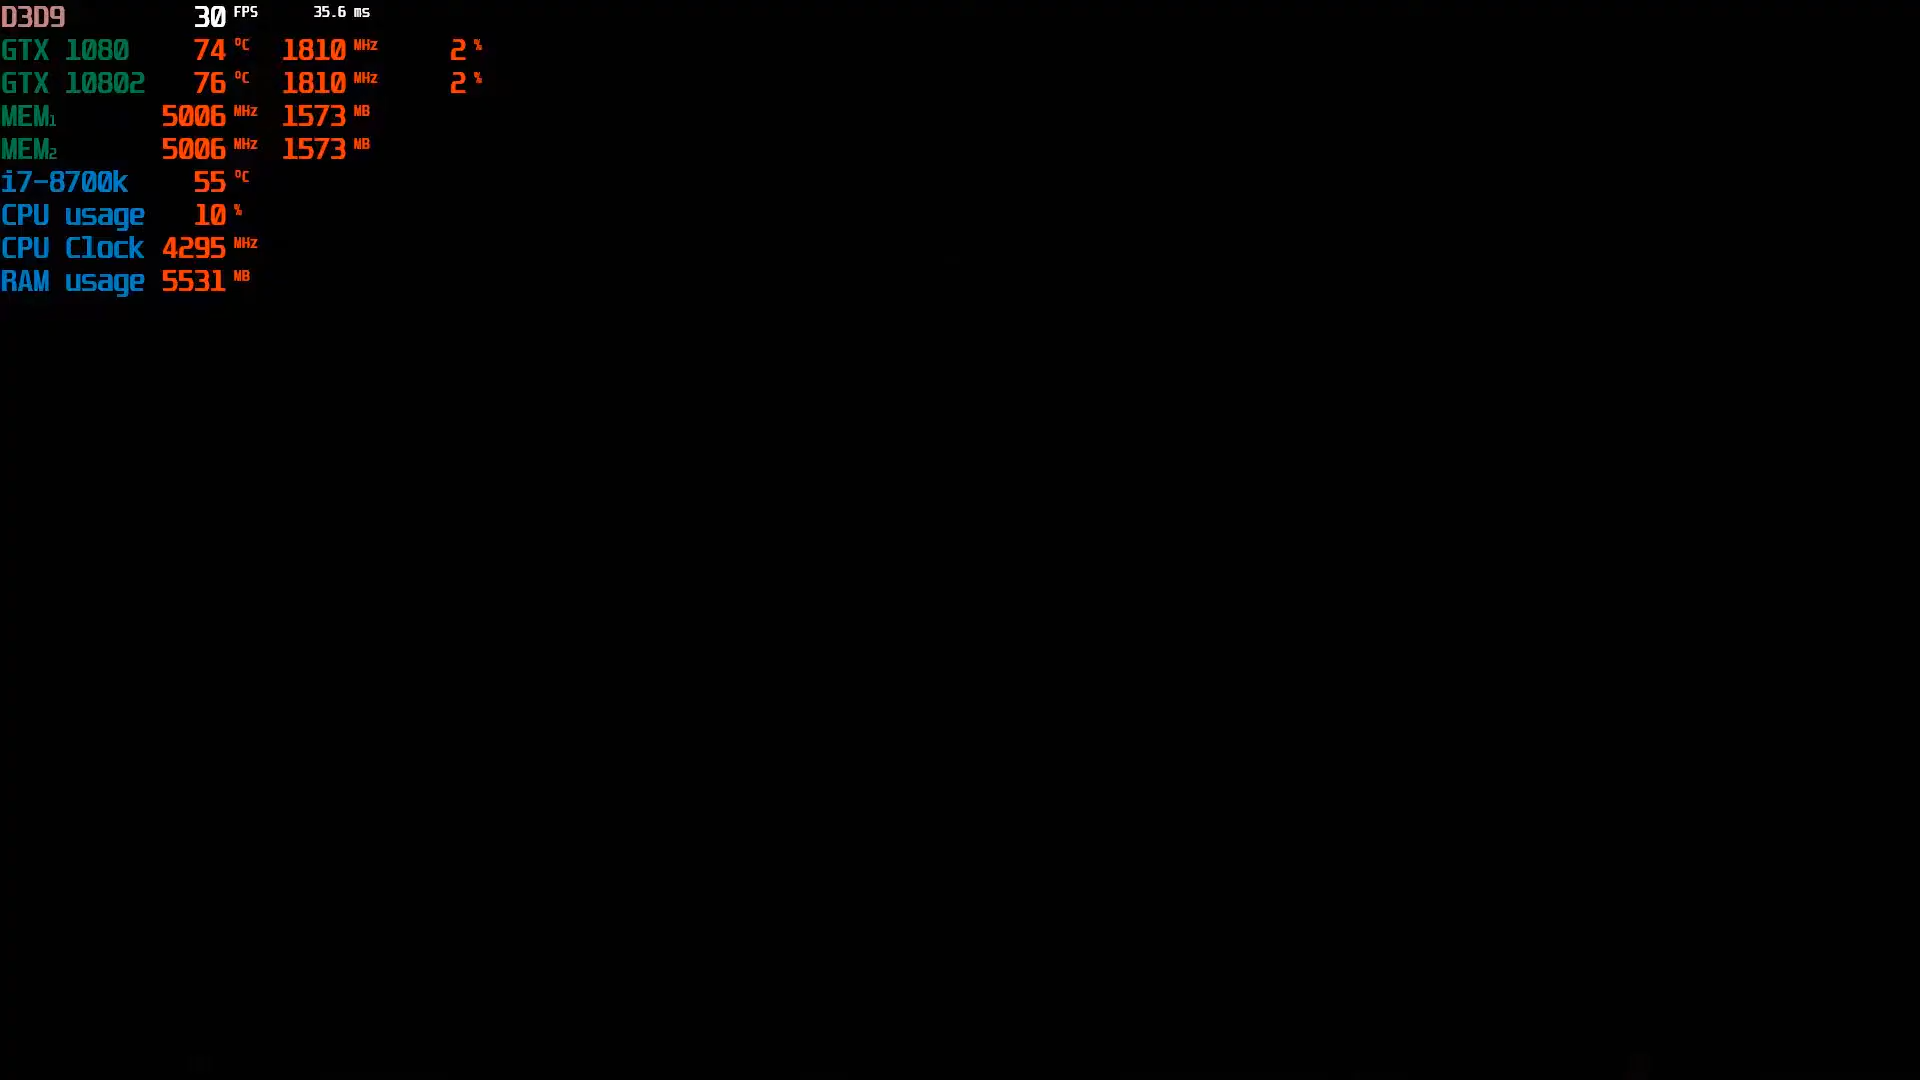 D3D9 30 FPS 35.6 ms
GTX 1080 74 °C 1810 MHz 2 %
GTX 10802 76 °C 1810 MHz 2 %
MEM1 5006 MHz 1573 MB
MEM2 5006 MHz 1573 MB
i7-8700k 55 °C
CPU usage 10 %
CPU Clock 4295 MHz
RAM usage 5531 MB